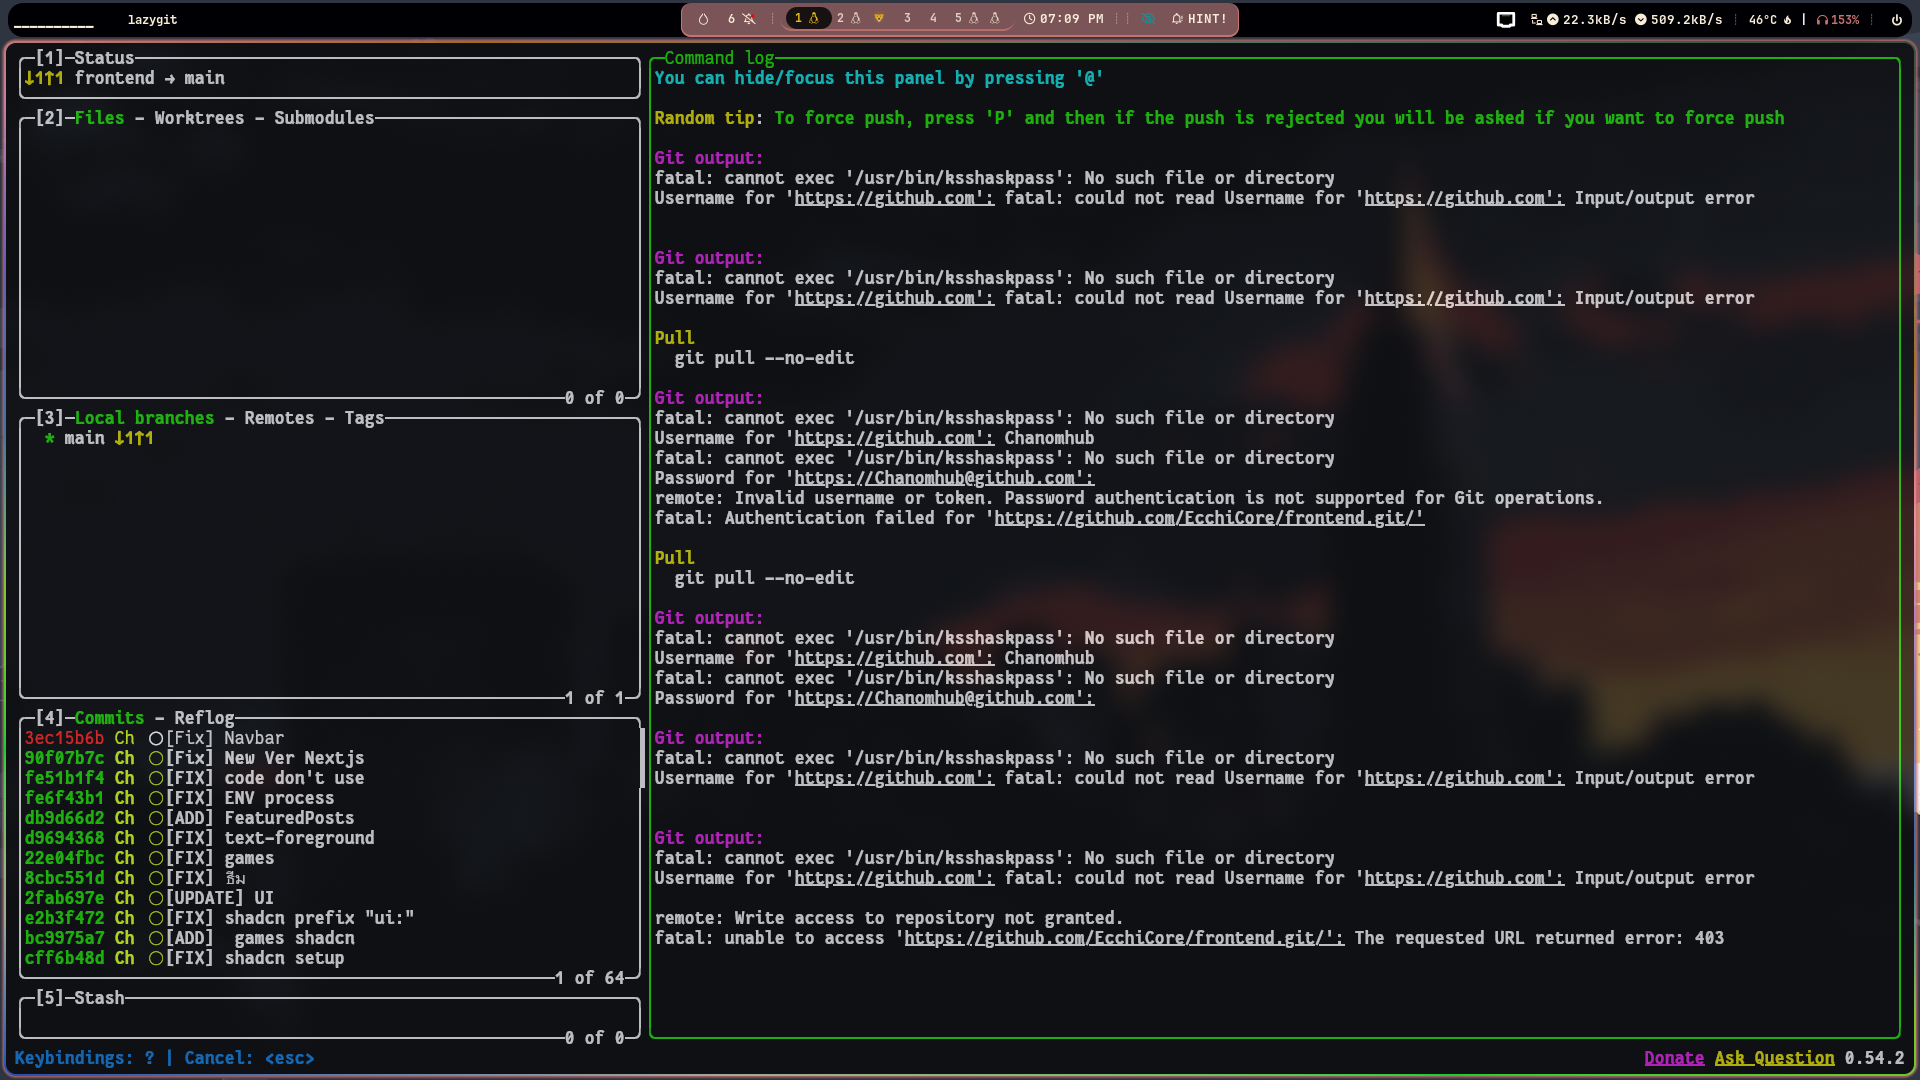 __________ lazygit
6
1
2
3
4
5
07:09 PM
HINT!
22.3kB/s
509.2kB/s
46°C
153%
[1]─Status
↓1↑1 frontend → main
[2]─Files - Worktrees - Submodules
0 of 0
[3]─Local branches - Remotes - Tags
* main ↓1↑1
1 of 1
[4]─Commits - Reflog
3ec15b6b Ch ○[Fix] Navbar
90f07b7c Ch ○[Fix] New Ver Nextjs
fe51b1f4 Ch ○[FIX] code don't use
fe6f43b1 Ch ○[FIX] ENV process
db9d66d2 Ch ○[ADD] FeaturedPosts
d9694368 Ch ○[FIX] text-foreground
22e04fbc Ch ○[FIX] games
8cbc551d Ch ○[FIX] ธีม
2fab697e Ch ○[UPDATE] UI
e2b3f472 Ch ○[FIX] shadcn prefix "ui:"
bc9975a7 Ch ○[ADD]  games shadcn
cff6b48d Ch ○[FIX] shadcn setup
1 of 64
[5]─Stash
0 of 0
Command log
You can hide/focus this panel by pressing '@'
Random tip: To force push, press 'P' and then if the push is rejected you will be asked if you want to force push
Git output:
fatal: cannot exec '/usr/bin/ksshaskpass': No such file or directory
Username for 'https://github.com': fatal: could not read Username for 'https://github.com': Input/output error
Git output:
fatal: cannot exec '/usr/bin/ksshaskpass': No such file or directory
Username for 'https://github.com': fatal: could not read Username for 'https://github.com': Input/output error
Pull
git pull --no-edit
Git output:
fatal: cannot exec '/usr/bin/ksshaskpass': No such file or directory
Username for 'https://github.com': Chanomhub
fatal: cannot exec '/usr/bin/ksshaskpass': No such file or directory
Password for 'https://Chanomhub@github.com':
remote: Invalid username or token. Password authentication is not supported for Git operations.
fatal: Authentication failed for 'https://github.com/EcchiCore/frontend.git/'
Pull
git pull --no-edit
Git output:
fatal: cannot exec '/usr/bin/ksshaskpass': No such file or directory
Username for 'https://github.com': Chanomhub
fatal: cannot exec '/usr/bin/ksshaskpass': No such file or directory
Password for 'https://Chanomhub@github.com':
Git output:
fatal: cannot exec '/usr/bin/ksshaskpass': No such file or directory
Username for 'https://github.com': fatal: could not read Username for 'https://github.com': Input/output error
Git output:
fatal: cannot exec '/usr/bin/ksshaskpass': No such file or directory
Username for 'https://github.com': fatal: could not read Username for 'https://github.com': Input/output error
remote: Write access to repository not granted.
fatal: unable to access 'https://github.com/EcchiCore/frontend.git/': The requested URL returned error: 403
Keybindings: ? | Cancel: <esc>
Donate Ask Question 0.54.2